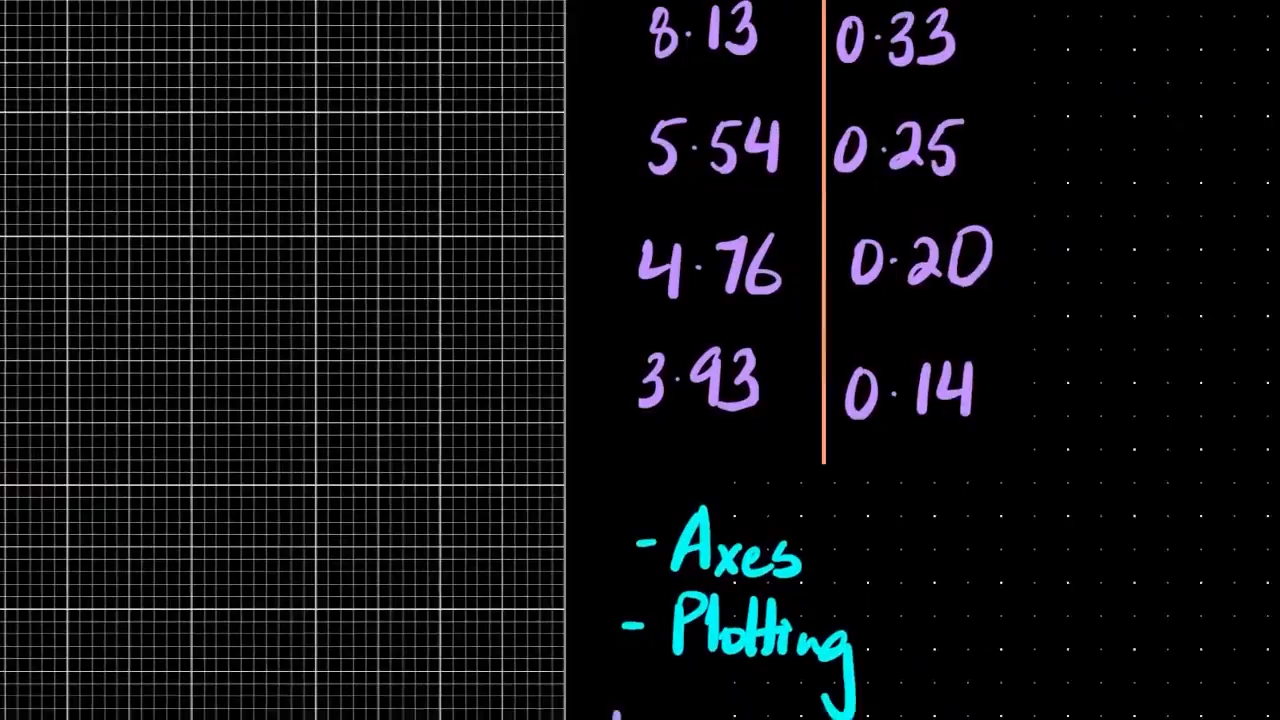 8.13 0.33
5.54 0.25
4.76 0.20
3.93 0.14
- Axes
- Plotting